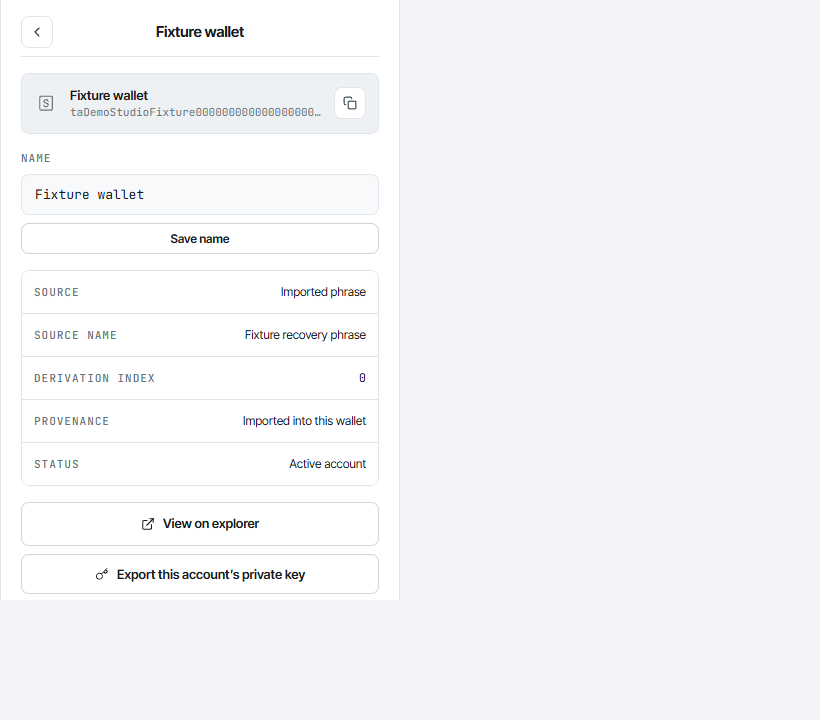 Fixture wallet
Fixture wallet
taDemoStudioFixture000000000000000000…
NAME
Fixture wallet
Save name
SOURCE
Imported phrase
SOURCE NAME
Fixture recovery phrase
DERIVATION INDEX
0
PROVENANCE
Imported into this wallet
STATUS
Active account
View on explorer
Export this account’s private key